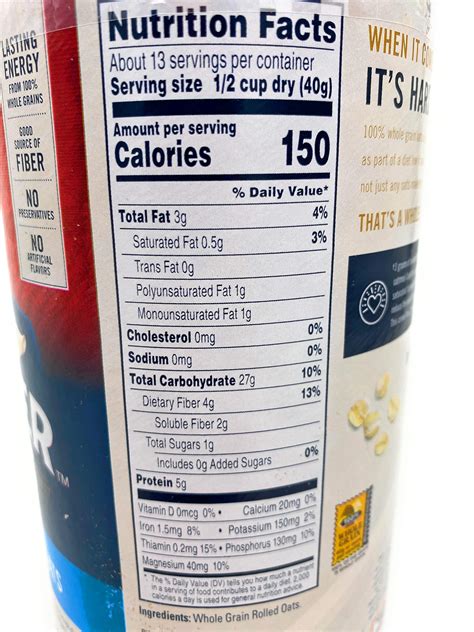 LASTING
ENERGY
FROM 100%
WHOLE GRAINS
GOOD
SOURCE OF
FIBER
NO
PRESERVATIVES
NO
ARTIFICIAL
FLAVORS
R
TM
Nutrition Facts
About 13 servings per container
Serving size 1/2 cup dry (40g)
Amount per serving
Calories 150
% Daily Value*
Total Fat 3g 4%
Saturated Fat 0.5g 3%
Trans Fat 0g
Polyunsaturated Fat 1g
Monounsaturated Fat 1g
Cholesterol 0mg 0%
Sodium 0mg 0%
Total Carbohydrate 27g 10%
Dietary Fiber 4g 13%
Soluble Fiber 2g
Total Sugars 1g
Includes 0g Added Sugars 0%
Protein 5g
Vitamin D 0mcg 0% • Calcium 20mg 0%
Iron 1.5mg 8% • Potassium 150mg 2%
Thiamin 0.2mg 15% • Phosphorus 130mg 10%
Magnesium 40mg 10%
* The % Daily Value (DV) tells you how much a nutrient
in a serving of food contributes to a daily diet. 2,000
calories a day is used for general nutrition advice.
Ingredients: Whole Grain Rolled Oats.
WHEN IT
IT'S
100% whole grain
as part of a diet
not just any oats
THAT'S A